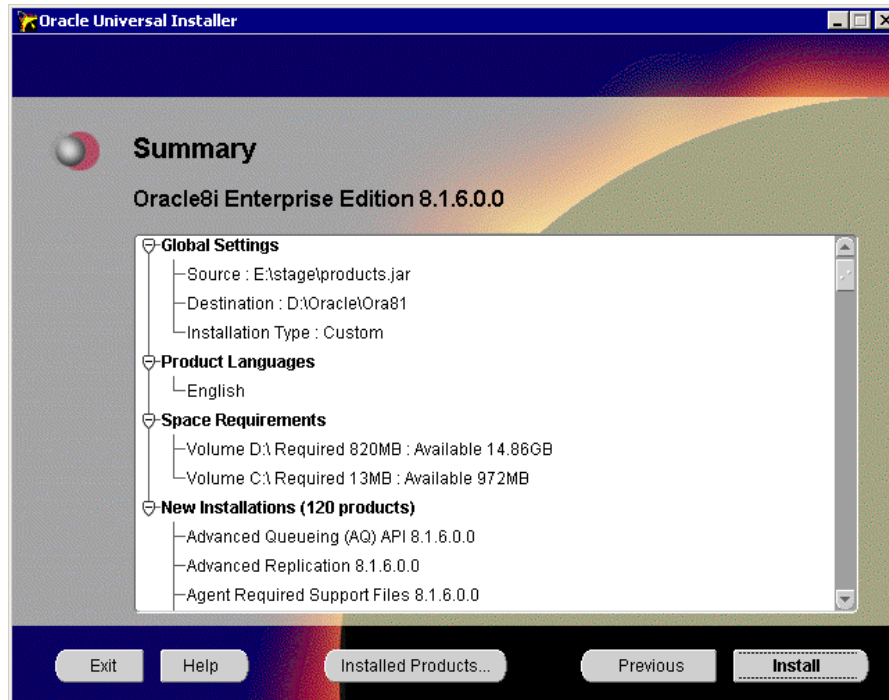 Oracle Universal Installer
Summary
Oracle8i Enterprise Edition 8.1.6.0.0
Global Settings
Source : E:\stage\products.jar
Destination : D:\Oracle\Ora81
Installation Type : Custom
Product Languages
English
Space Requirements
Volume D:\ Required 820MB : Available 14.86GB
Volume C:\ Required 13MB : Available 972MB
New Installations (120 products)
Advanced Queueing (AQ) API 8.1.6.0.0
Advanced Replication 8.1.6.0.0
Agent Required Support Files 8.1.6.0.0
Exit Help Installed Products... Previous Install